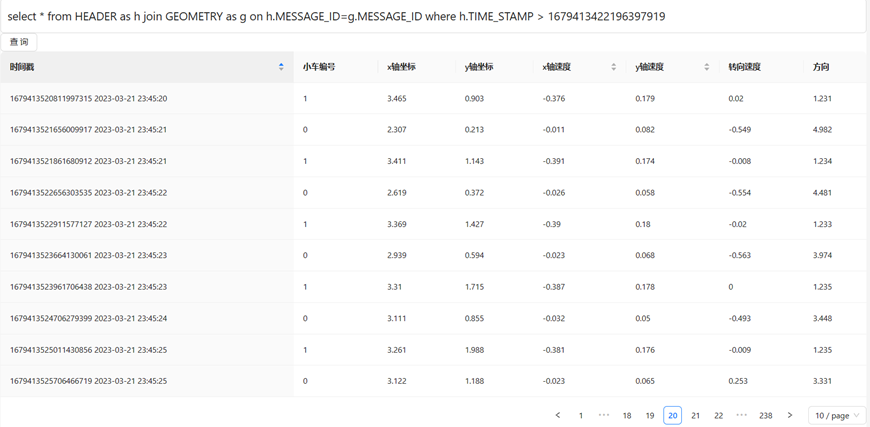 select * from HEADER as h join GEOMETRY as g on h.MESSAGE_ID=g.MESSAGE_ID where h.TIME_STAMP > 1679413422196397919
查 询
时间戳 小车编号 x轴坐标 y轴坐标 x轴速度 y轴速度 转向速度 方向
1679413520811997315 2023-03-21 23:45:20 1 3.465 0.903 -0.376 0.179 0.02 1.231
1679413521656009917 2023-03-21 23:45:21 0 2.307 0.213 -0.011 0.082 -0.549 4.982
1679413521861680912 2023-03-21 23:45:21 1 3.411 1.143 -0.391 0.174 -0.008 1.234
1679413522656303535 2023-03-21 23:45:22 0 2.619 0.372 -0.026 0.058 -0.554 4.481
1679413522911577127 2023-03-21 23:45:22 1 3.369 1.427 -0.39 0.18 -0.02 1.233
1679413523664130061 2023-03-21 23:45:23 0 2.939 0.594 -0.023 0.068 -0.563 3.974
1679413523961706438 2023-03-21 23:45:23 1 3.31 1.715 -0.387 0.178 0 1.235
1679413524706279399 2023-03-21 23:45:24 0 3.111 0.855 -0.032 0.05 -0.493 3.448
1679413525011430856 2023-03-21 23:45:25 1 3.261 1.988 -0.381 0.176 -0.009 1.235
1679413525706466719 2023-03-21 23:45:25 0 3.122 1.188 -0.023 0.065 0.253 3.331
< 1 ••• 18 19 20 21 22 ••• 238 > 10 / page